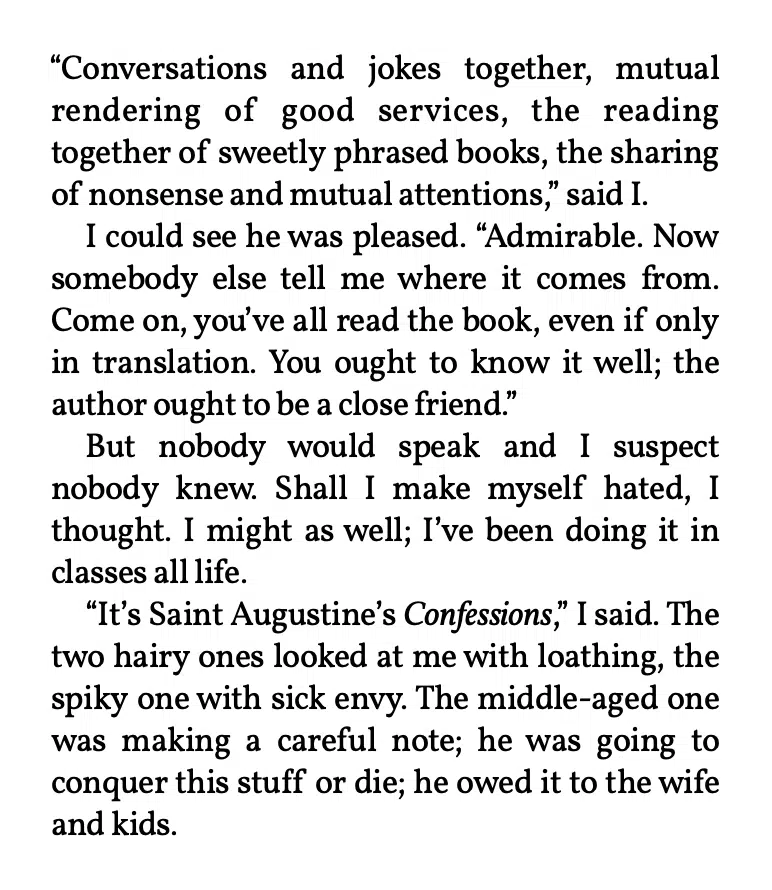 “Conversations and jokes together, mutual
rendering of good services, the reading
together of sweetly phrased books, the sharing
of nonsense and mutual attentions,” said I.
I could see he was pleased. “Admirable. Now
somebody else tell me where it comes from.
Come on, you’ve all read the book, even if only
in translation. You ought to know it well; the
author ought to be a close friend.”
But nobody would speak and I suspect
nobody knew. Shall I make myself hated, I
thought. I might as well; I’ve been doing it in
classes all life.
“It’s Saint Augustine’s Confessions,” I said. The
two hairy ones looked at me with loathing, the
spiky one with sick envy. The middle-aged one
was making a careful note; he was going to
conquer this stuff or die; he owed it to the wife
and kids.